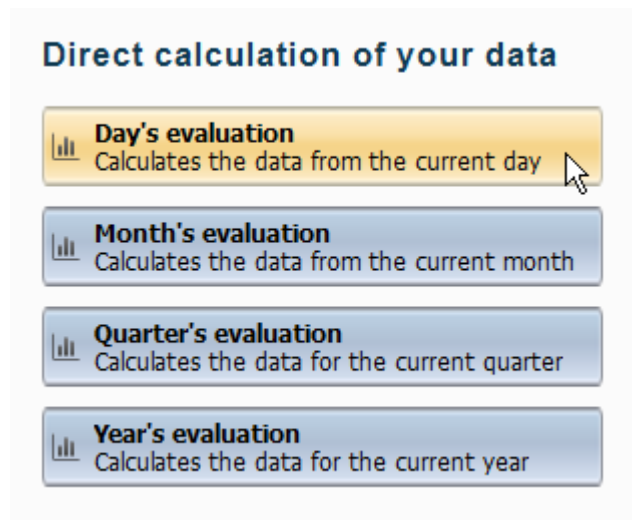 Direct calculation of your data
Day's evaluation
Calculates the data from the current day
Month's evaluation
Calculates the data from the current month
Quarter's evaluation
Calculates the data for the current quarter
Year's evaluation
Calculates the data for the current year